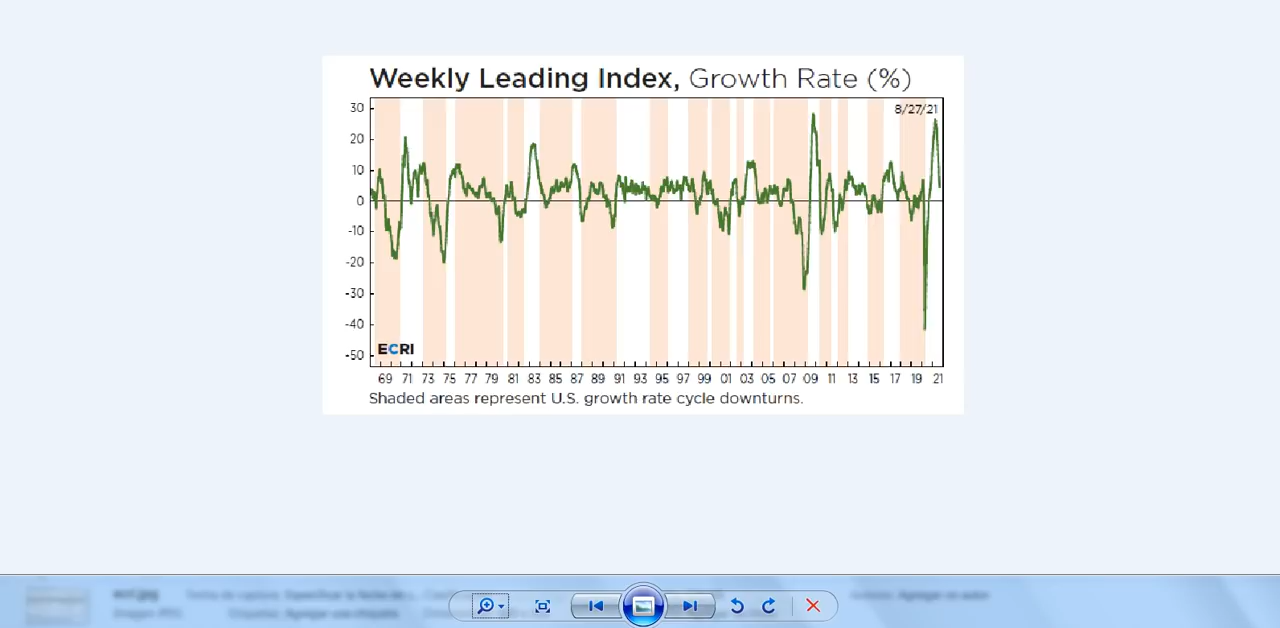 Weekly Leading Index, Growth Rate (%)
8/27/21
30
20
10
0
-10
-20
-30
-40
-50
ECRI
69 71 73 75 77 79 81 83 85 87 89 91 93 95 97 99 01 03 05 07 09 11 13 15 17 19 21
Shaded areas represent U.S. growth rate cycle downturns.